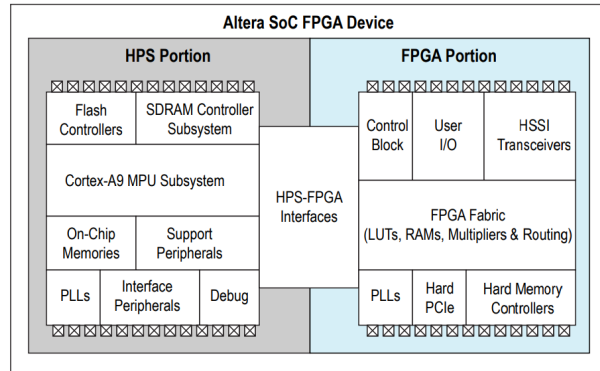 Altera SoC FPGA Device
HPS Portion
FPGA Portion
Flash
Controllers
SDRAM Controller
Subsystem
Cortex-A9 MPU Subsystem
On-Chip
Memories
Support
Peripherals
PLLs
Interface
Peripherals
Debug
HPS-FPGA
Interfaces
Control
Block
User
I/O
HSSI
Transceivers
FPGA Fabric
(LUTs, RAMs, Multipliers & Routing)
PLLs
Hard
PCIe
Hard Memory
Controllers